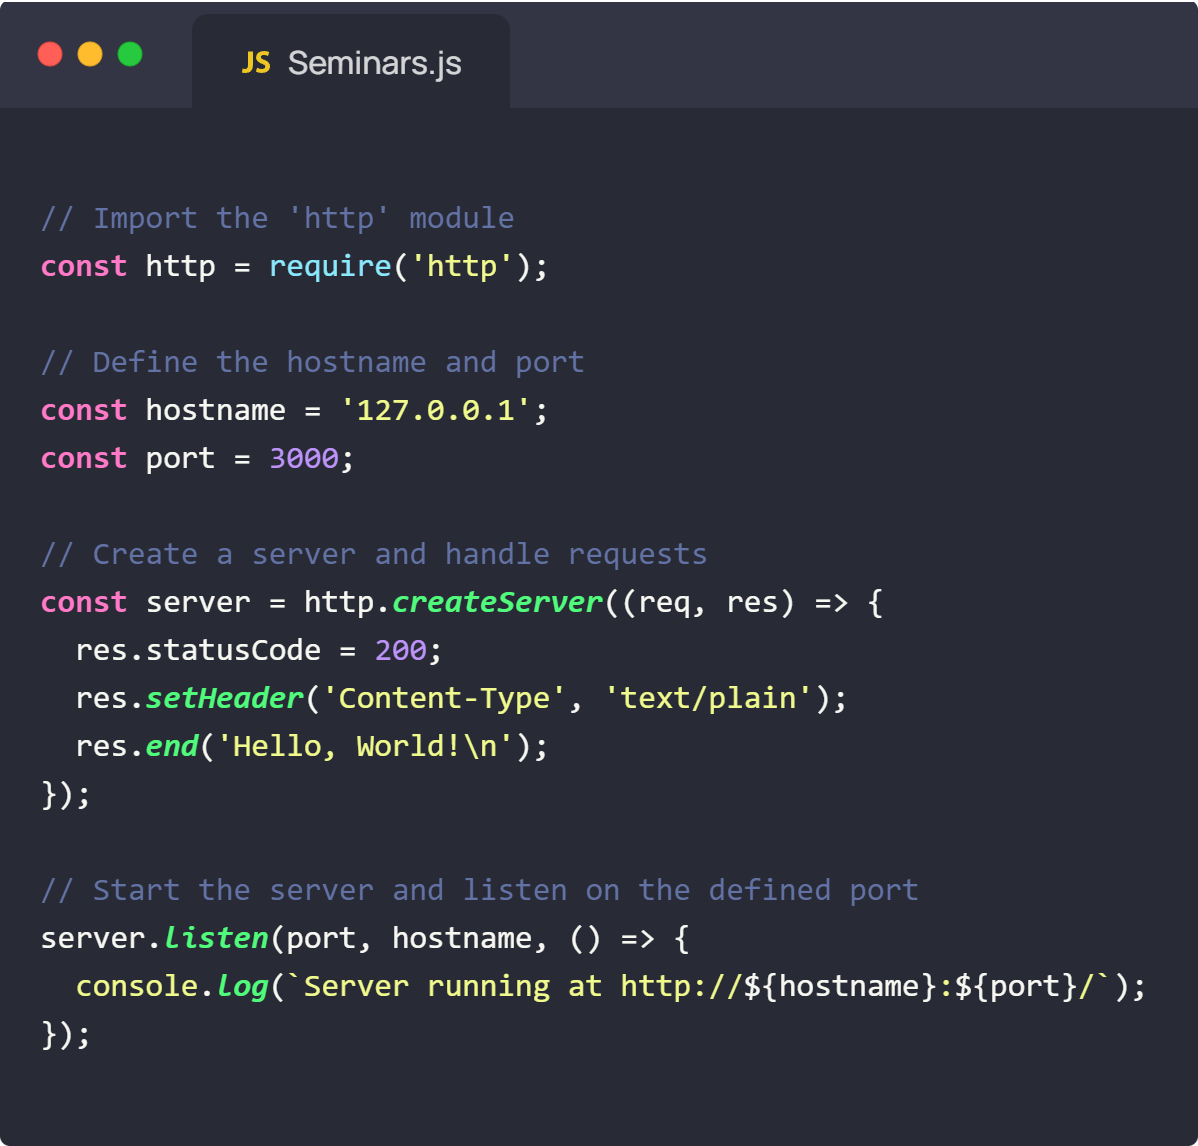 JS Seminars.js
// Import the 'http' module
const http = require('http');
// Define the hostname and port
const hostname = '127.0.0.1';
const port = 3000;
// Create a server and handle requests
const server = http.createServer((req, res) => {
  res.statusCode = 200;
  res.setHeader('Content-Type', 'text/plain');
  res.end('Hello, World!\n');
});
// Start the server and listen on the defined port
server.listen(port, hostname, () => {
  console.log(`Server running at http://${hostname}:${port}/`);
});